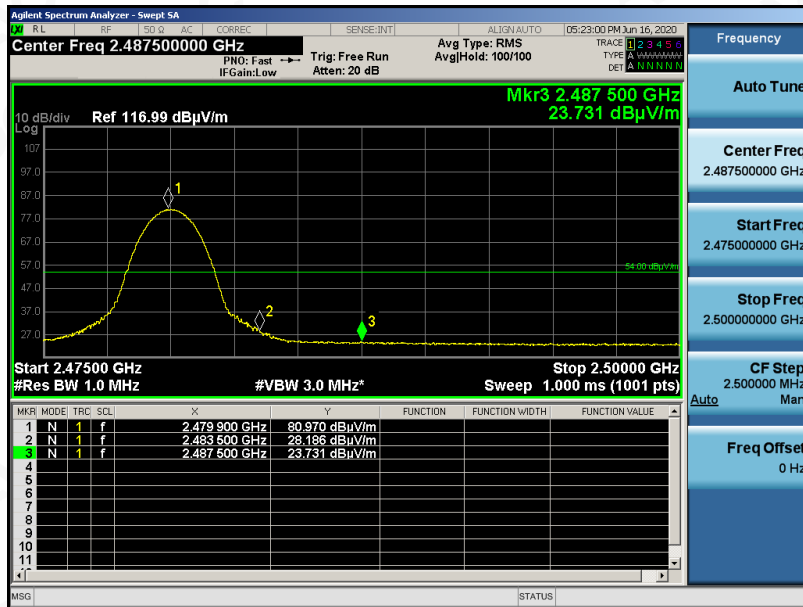 Agilent Spectrum Analyzer - Swept SA
LXI RL RF 50 Ω AC CORREC SENSE:INT ALIGN AUTO 05:23:00 PM Jun 16, 2020
Center Freq 2.487500000 GHz
PNO: Fast
IFGain:Low
Trig: Free Run
Atten: 20 dB
Avg Type: RMS
Avg|Hold: 100/100
TRACE 1 2 3 4 5 6
TYPE A WWWWW
DET A N N N N N
Mkr3 2.487 500 GHz
23.731 dBµV/m
10 dB/div Ref 116.99 dBµV/m
Log
107
97.0
87.0
77.0
67.0
57.0
47.0
37.0
27.0
1
2
3
54.00 dBµV/m
Start 2.47500 GHz Stop 2.50000 GHz
#Res BW 1.0 MHz #VBW 3.0 MHz* Sweep 1.000 ms (1001 pts)
MKR MODE TRC SCL X Y FUNCTION FUNCTION WIDTH FUNCTION VALUE
1 N 1 f 2.479 900 GHz 80.970 dBµV/m
2 N 1 f 2.483 500 GHz 28.186 dBµV/m
3 N 1 f 2.487 500 GHz 23.731 dBµV/m
4
5
6
7
8
9
10
11
MSG STATUS
Frequency
Auto Tune
Center Freq
2.487500000 GHz
Start Freq
2.475000000 GHz
Stop Freq
2.500000000 GHz
CF Step
2.500000 MHz
Auto Man
Freq Offset
0 Hz